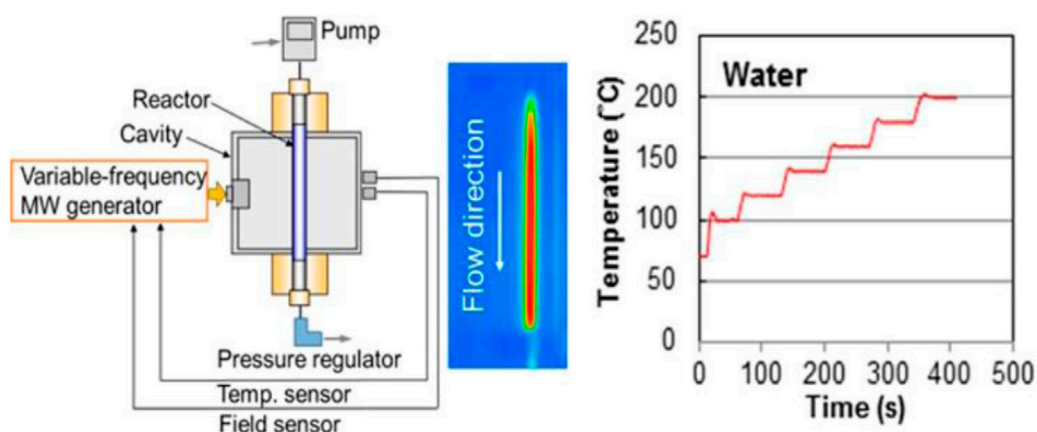 Pump
Reactor
Cavity
Variable-frequency
MW generator
Pressure regulator
Temp. sensor
Field sensor
Flow direction
Water
Temperature (°C)
250
200
150
100
50
0
0 100 200 300 400 500
Time (s)